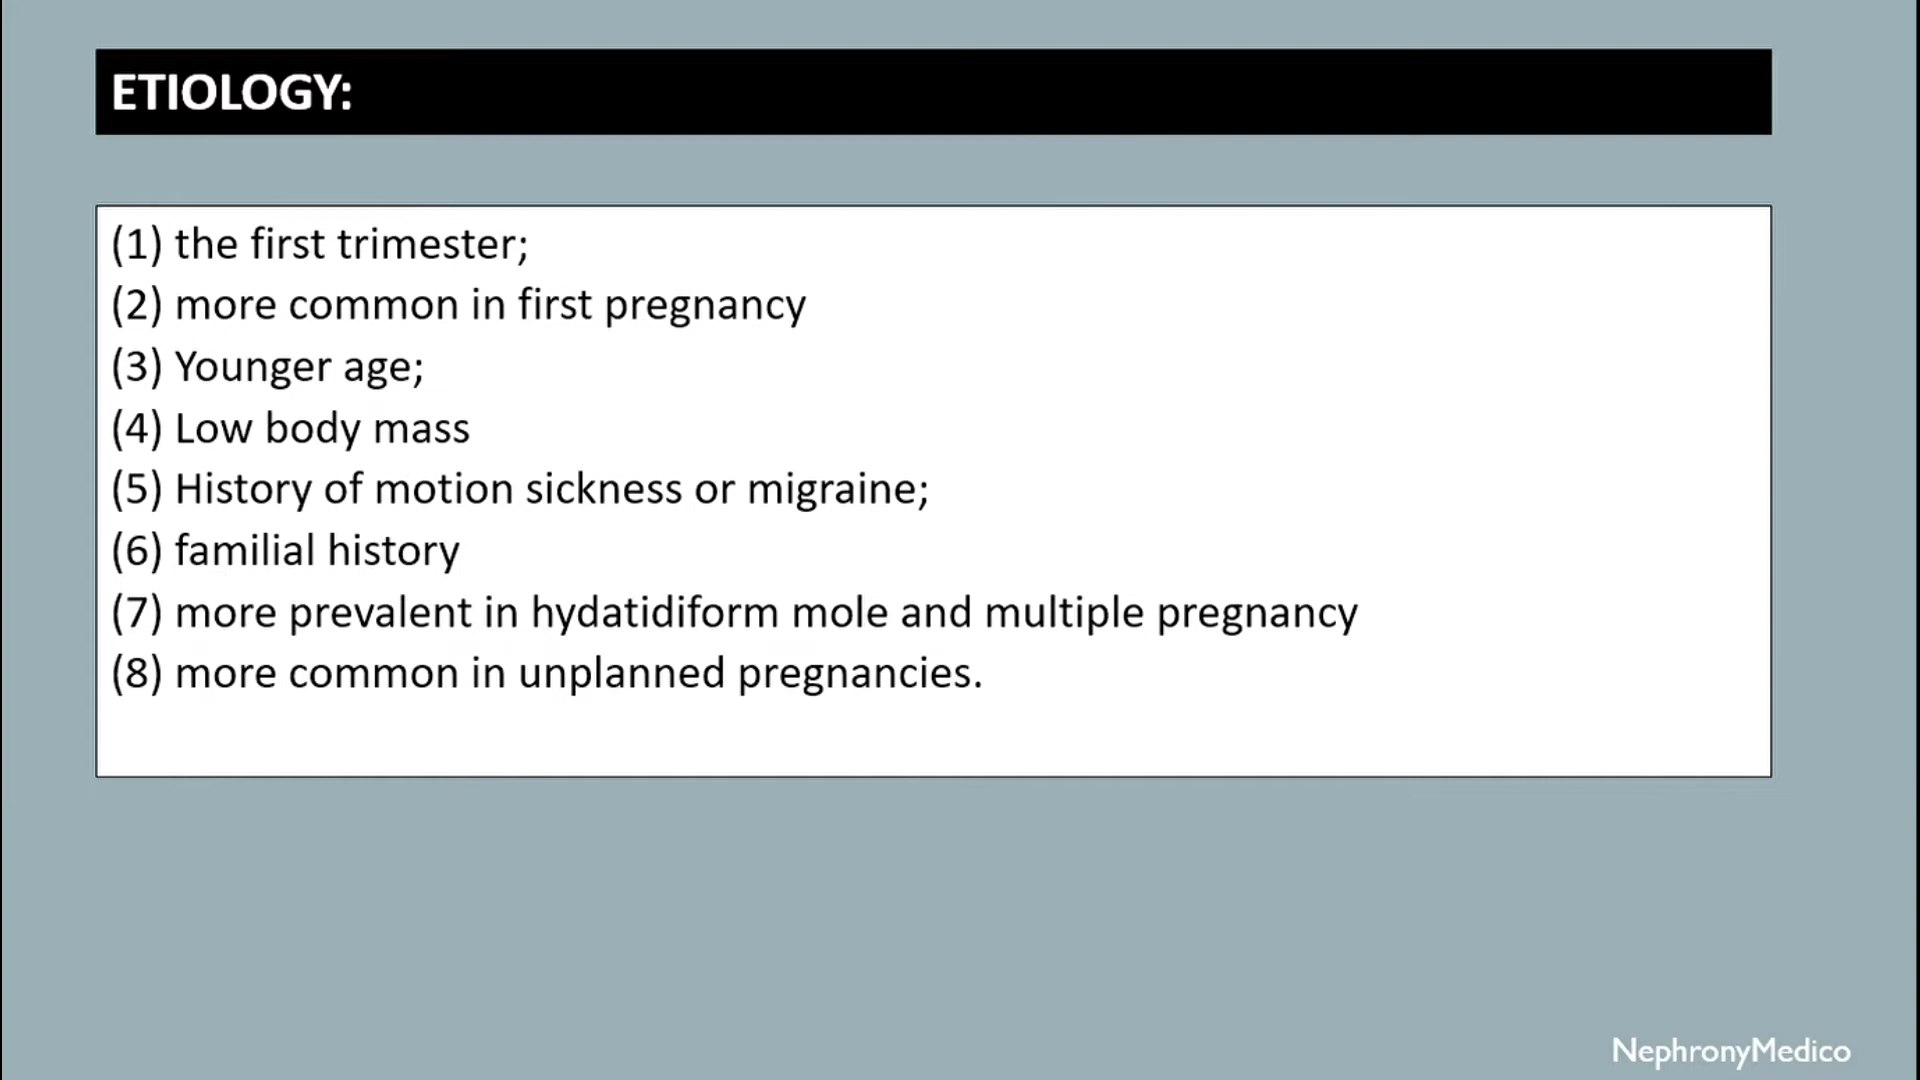 ETIOLOGY:
(1) the first trimester;
(2) more common in first pregnancy
(3) Younger age;
(4) Low body mass
(5) History of motion sickness or migraine;
(6) familial history
(7) more prevalent in hydatidiform mole and multiple pregnancy
(8) more common in unplanned pregnancies.
NephronyMedico